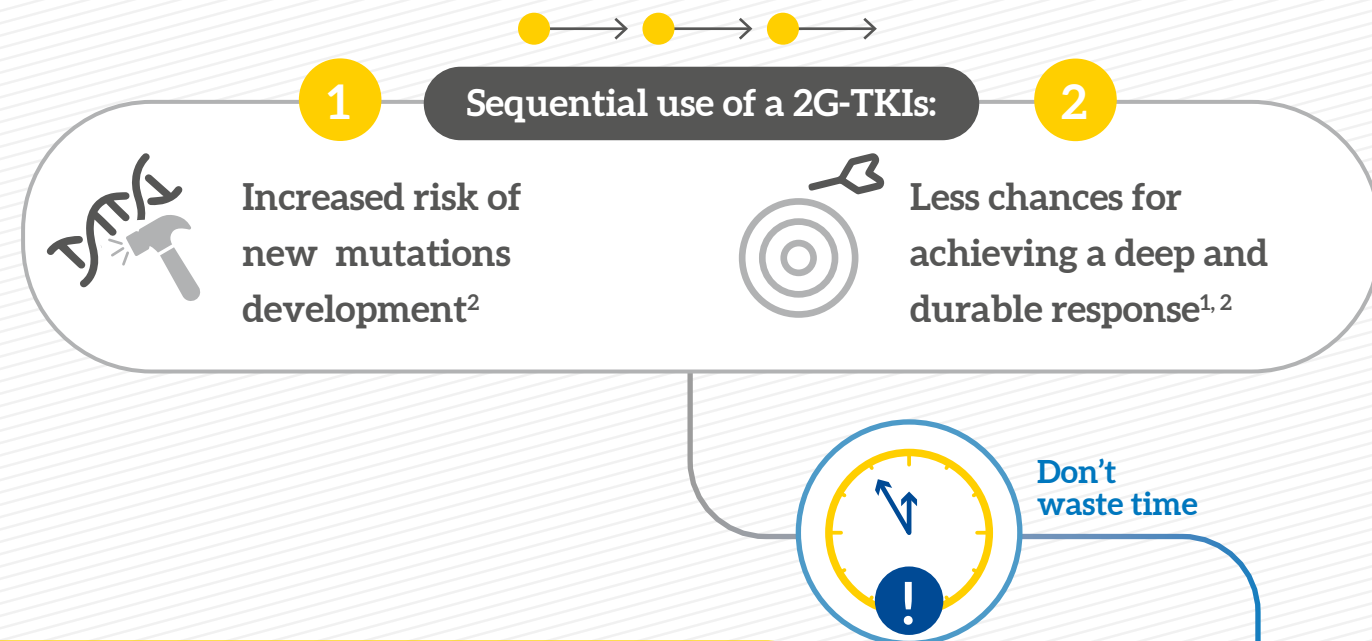 1
Sequential use of a 2G-TKIs:
2
Increased risk of
new mutations
development²
Less chances for
achieving a deep and
durable response¹, ²
Don't
waste time
!